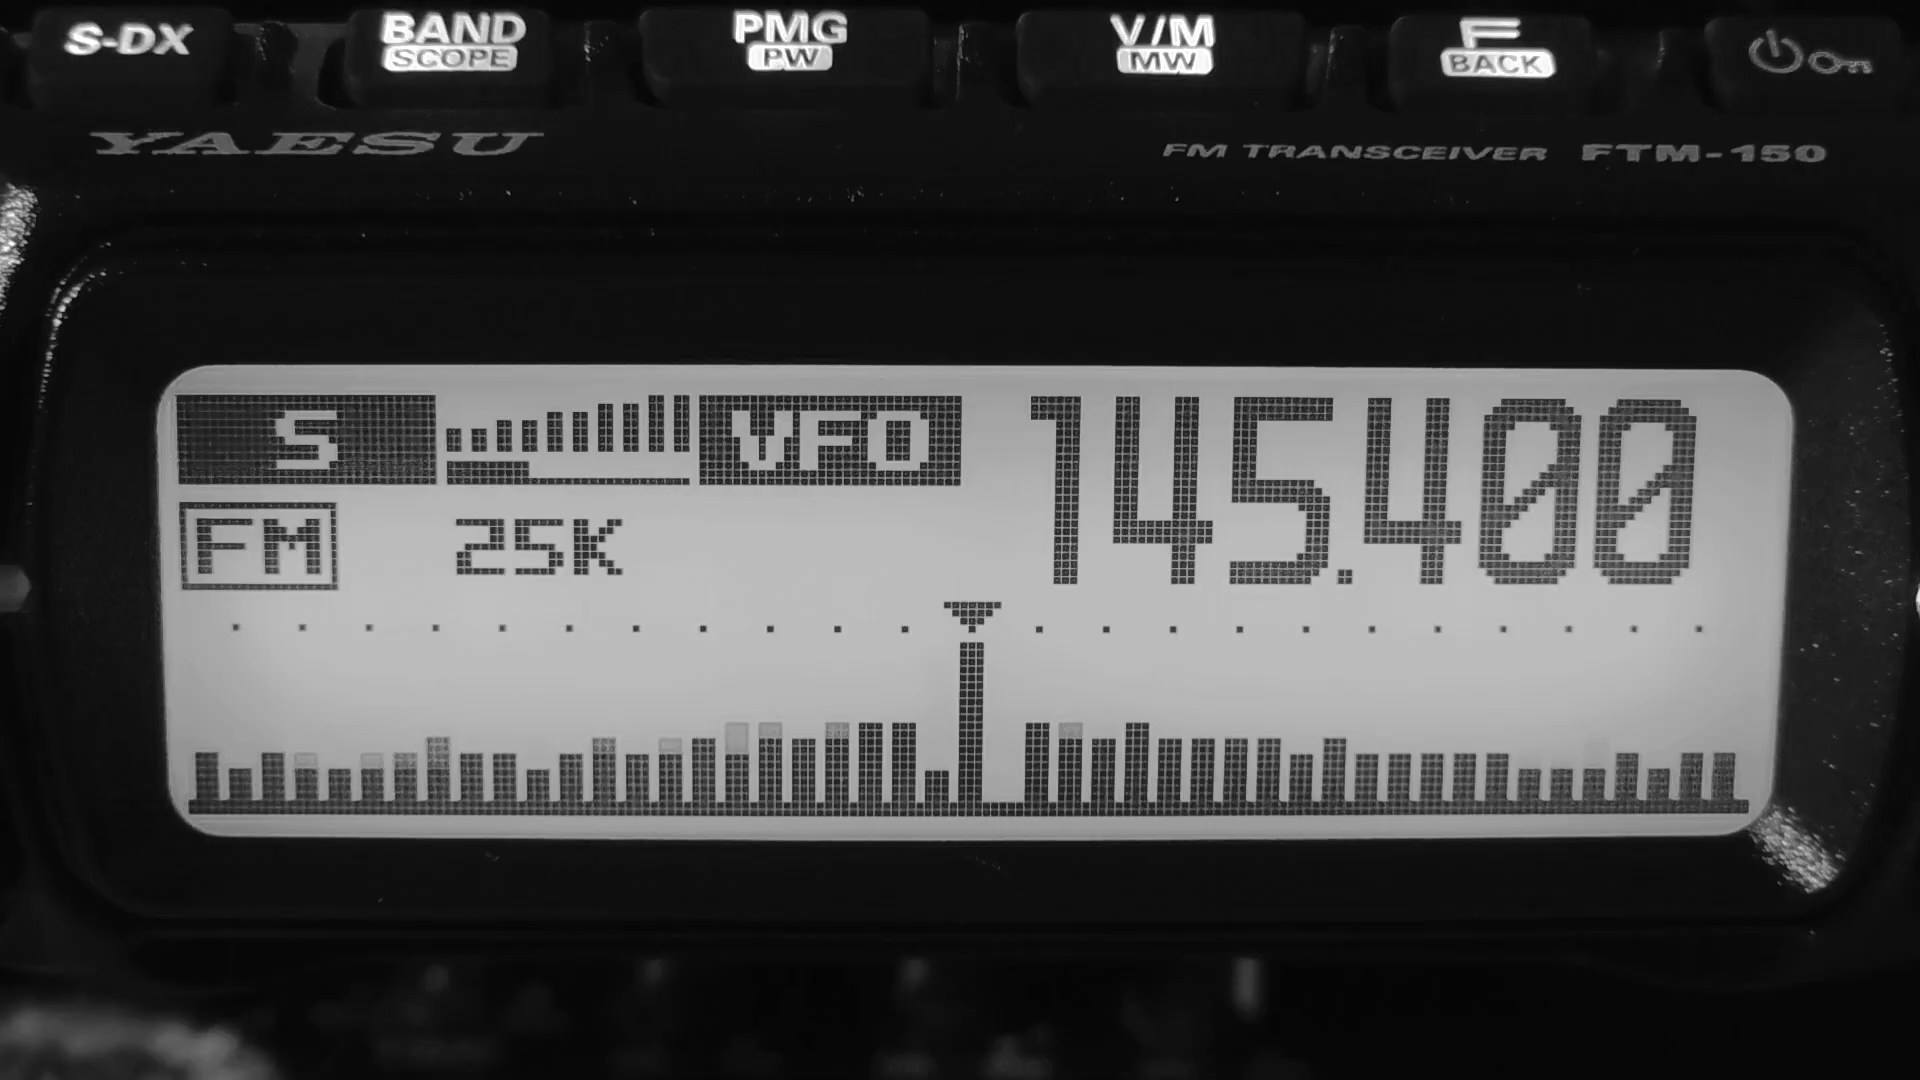 S-DX BAND PMG V/M F
SCOPE PW MW BACK
YAESU FM TRANSCEIVER FTM-150
S VFO 145.400
FM 25K